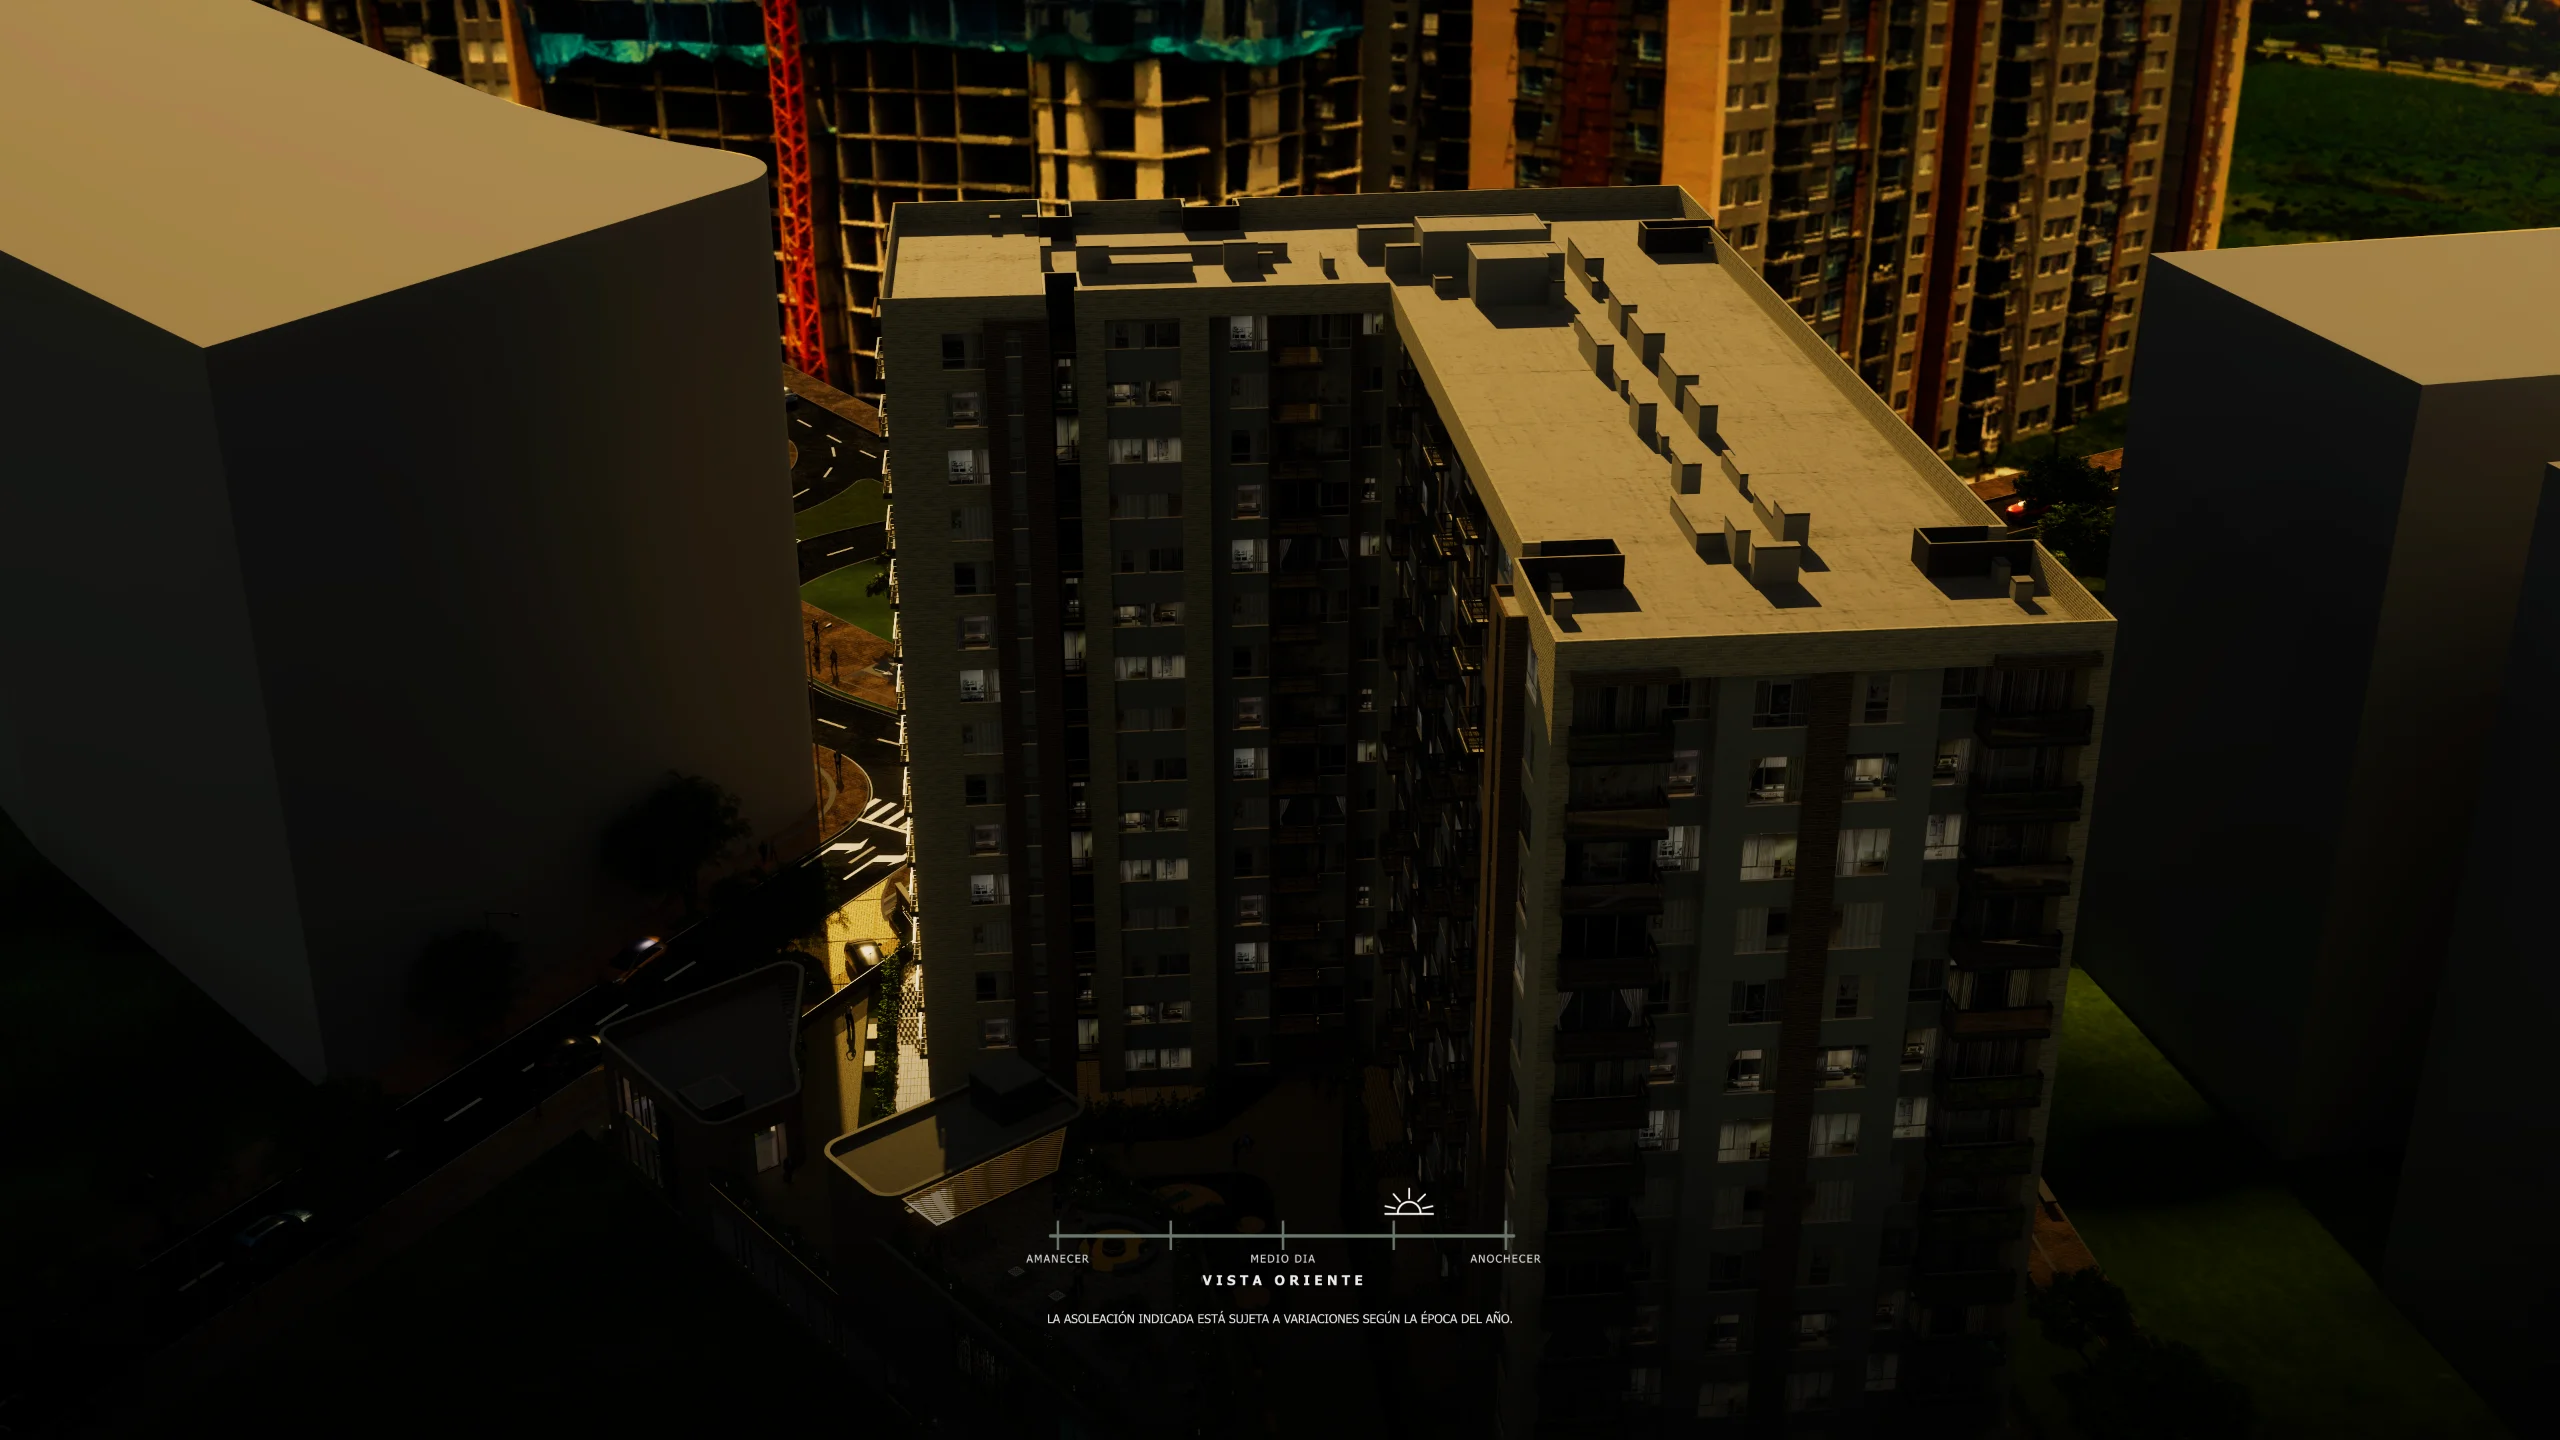 AMANECER MEDIO DIA ANOCHECER
VISTA ORIENTE
LA ASOLEACIÓN INDICADA ESTÁ SUJETA A VARIACIONES SEGÚN LA ÉPOCA DEL AÑO.